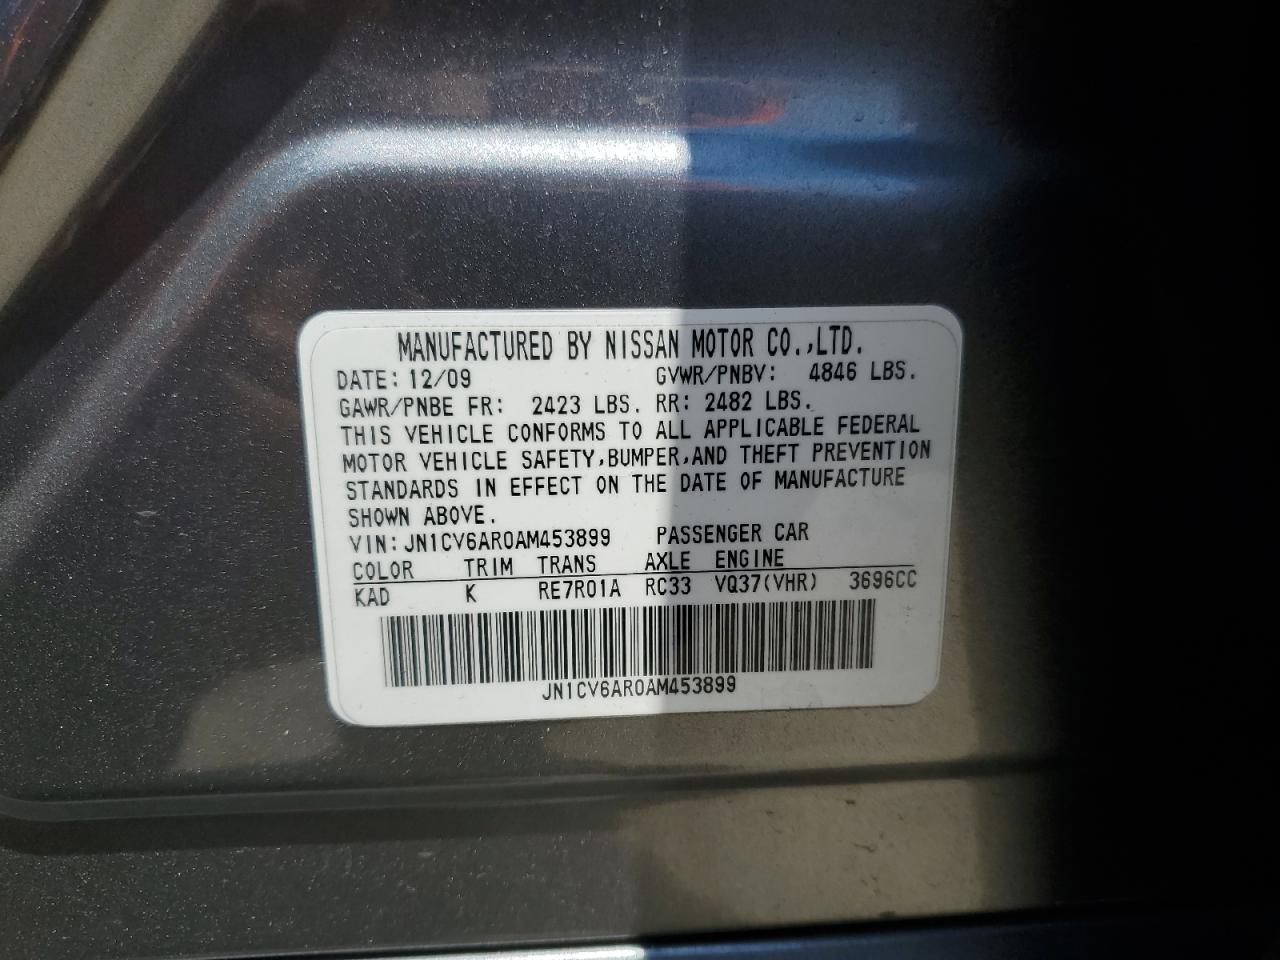 MANUFACTURED BY NISSAN MOTOR CO.,LTD.
DATE: 12/09 GVWR/PNBV: 4846 LBS.
GAWR/PNBE FR: 2423 LBS. RR: 2482 LBS.
THIS VEHICLE CONFORMS TO ALL APPLICABLE FEDERAL
MOTOR VEHICLE SAFETY,BUMPER,AND THEFT PREVENTION
STANDARDS IN EFFECT ON THE DATE OF MANUFACTURE
SHOWN ABOVE.
VIN: JN1CV6AR0AM453899 PASSENGER CAR
COLOR TRIM TRANS AXLE ENGINE
KAD K RE7R01A RC33 VQ37(VHR) 3696CC
JN1CV6AR0AM453899